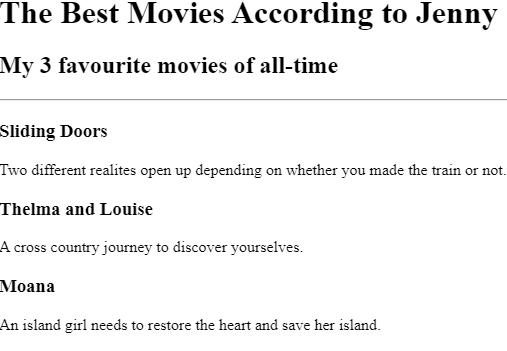 The Best Movies According to Jenny
My 3 favourite movies of all-time
Sliding Doors
Two different realites open up depending on whether you made the train or not.
Thelma and Louise
A cross country journey to discover yourselves.
Moana
An island girl needs to restore the heart and save her island.